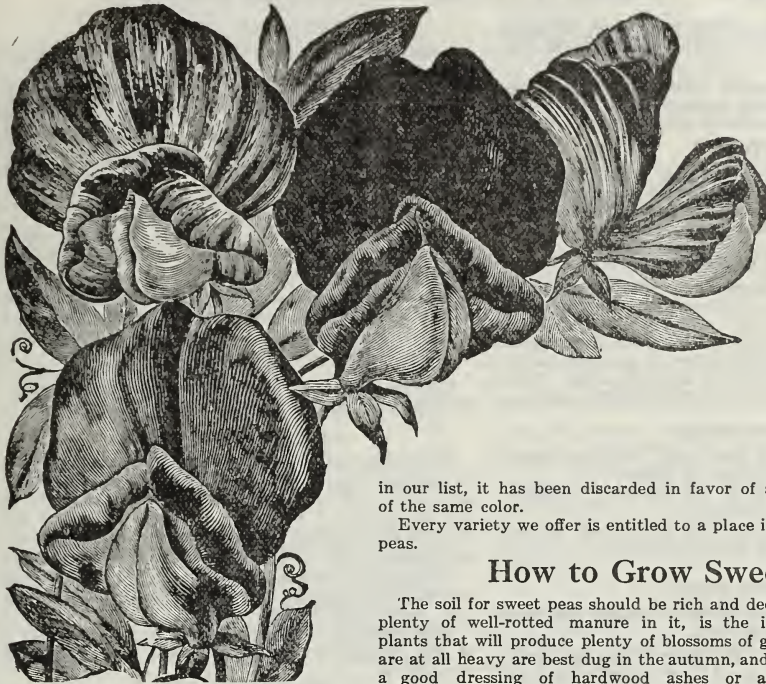 in our list, it has been discarded in favor of
of the same color.
Every variety we offer is entitled to a place
peas.
How to Grow
The soil for sweet peas should be rich and
plenty of well-rotted manure in it, is the
plants that will produce plenty of blossoms of
are at all heavy are best dug in the autumn, and
a good dressing of hardwood ashes or